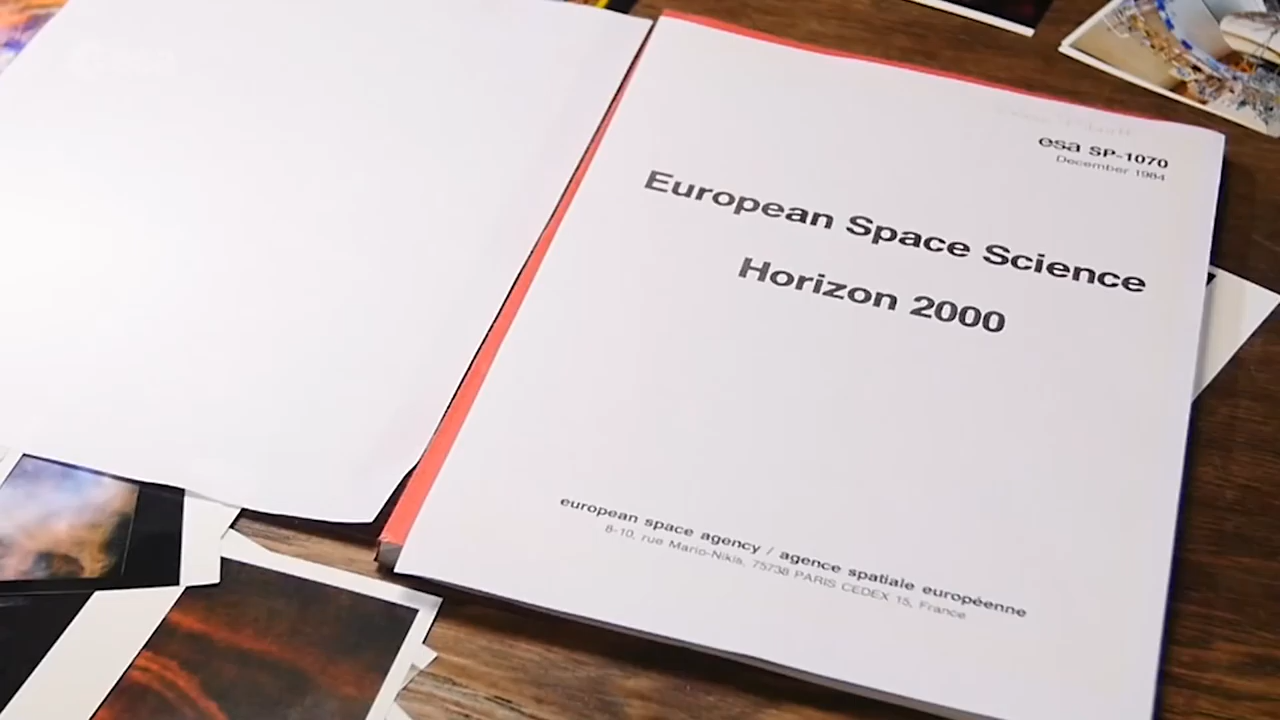 esa SP-1070
December 1984
European Space Science
Horizon 2000
european space agency / agence spatiale européenne
8-10, rue Mario-Nikis, 75738 PARIS CEDEX 15, France